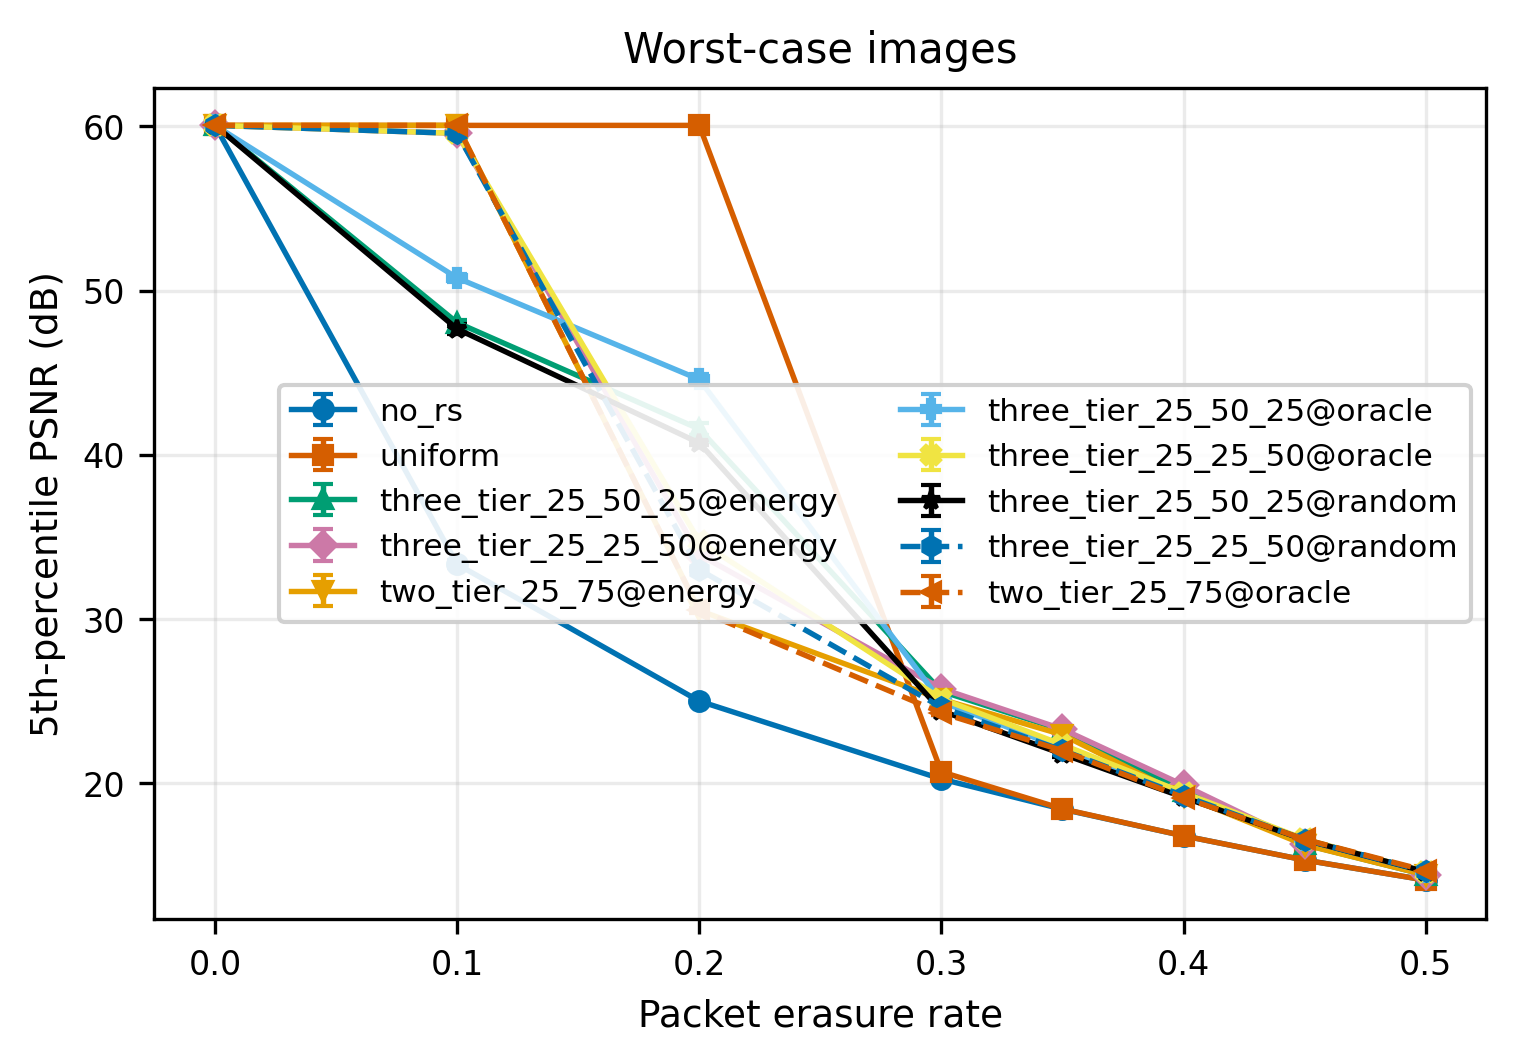 Worst-case images
5th-percentile PSNR (dB)
60
50
40
30
20
no_rs
uniform
three_tier_25_50_25@energy
three_tier_25_25_50@energy
two_tier_25_75@energy
three_tier_25_50_25@oracle
three_tier_25_25_50@oracle
three_tier_25_50_25@random
three_tier_25_25_50@random
two_tier_25_75@oracle
0.0 0.1 0.2 0.3 0.4 0.5
Packet erasure rate